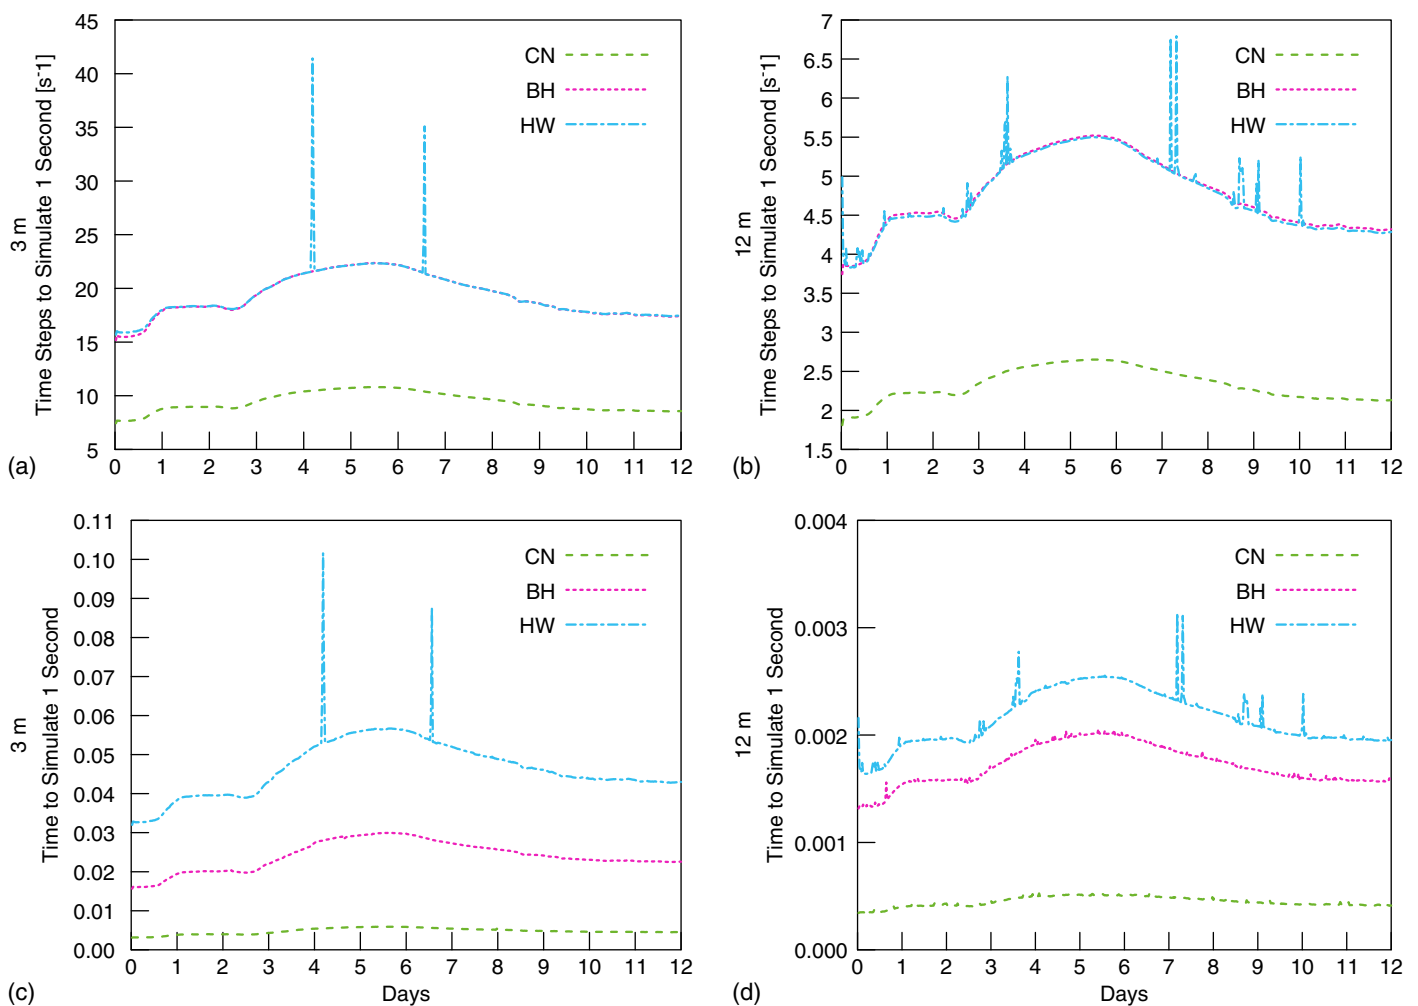 3 m
Time Steps to Simulate 1 Second [s-1]
45
40
35
30
25
20
15
10
5
CN
BH
HW
0 1 2 3 4 5 6 7 8 9 10 11 12
(a)
12 m
Time Steps to Simulate 1 Second [s-1]
7
6.5
6
5.5
5
4.5
4
3.5
3
2.5
2
1.5
CN
BH
HW
0 1 2 3 4 5 6 7 8 9 10 11 12
(b)
3 m
Time to Simulate 1 Second
0.11
0.10
0.09
0.08
0.07
0.06
0.05
0.04
0.03
0.02
0.01
0.00
CN
BH
HW
0 1 2 3 4 5 6 7 8 9 10 11 12
Days
(c)
12 m
Time to Simulate 1 Second
0.004
0.003
0.002
0.001
0.000
CN
BH
HW
0 1 2 3 4 5 6 7 8 9 10 11 12
Days
(d)